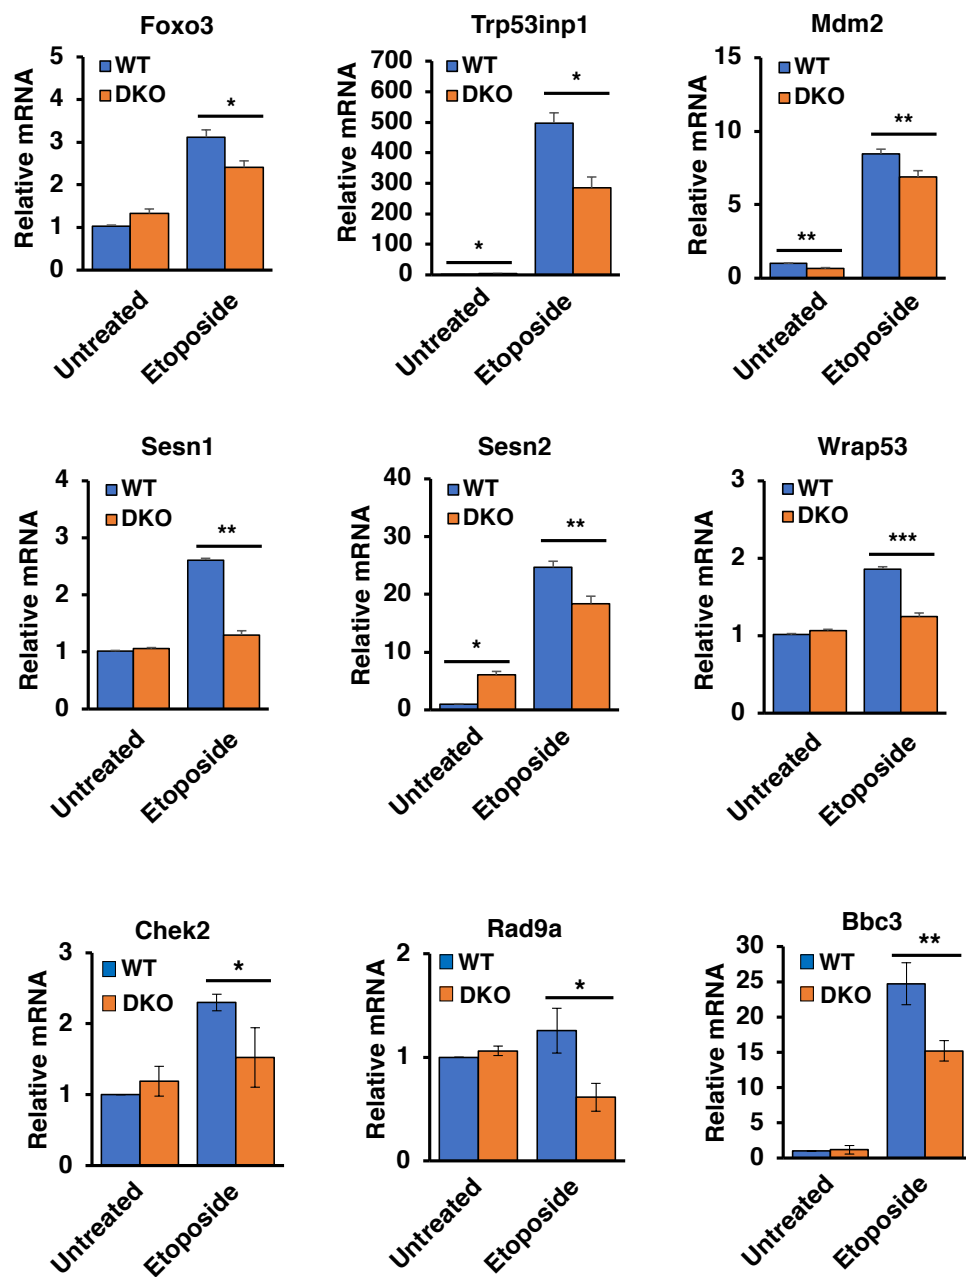 Foxo3
Relative mRNA
5
4
3
2
1
0
WT
DKO
*
Untreated
Etoposide
Trp53inp1
Relative mRNA
700
600
500
400
300
200
100
0
WT
DKO
*
*
Untreated
Etoposide
Mdm2
Relative mRNA
15
10
5
0
WT
DKO
**
**
Untreated
Etoposide
Sesn1
Relative mRNA
4
3
2
1
0
WT
DKO
**
Untreated
Etoposide
Sesn2
Relative mRNA
40
30
20
10
0
WT
DKO
*
**
Untreated
Etoposide
Wrap53
Relative mRNA
3
2
1
0
WT
DKO
***
Untreated
Etoposide
Chek2
Relative mRNA
3
2
1
0
WT
DKO
*
Untreated
Etoposide
Rad9a
Relative mRNA
2
1
0
WT
DKO
*
Untreated
Etoposide
Bbc3
Relative mRNA
30
25
20
15
10
5
0
WT
DKO
**
Untreated
Etoposide